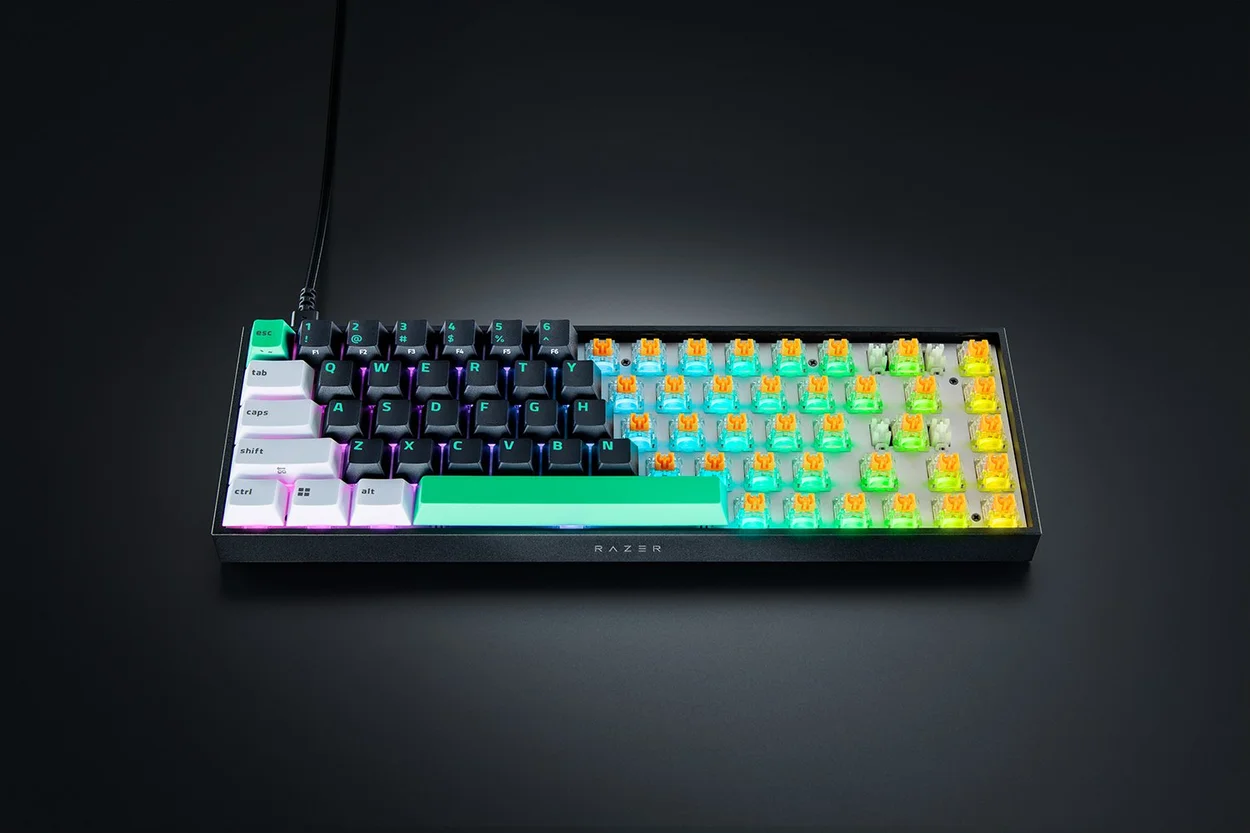 esc 1 2 3 4 5 6
! @ # $ % ^
F1 F2 F3 F4 F5 F6
tab Q W E R T Y
caps A S D F G H
shift Z X C V B N
ctrl alt
RAZER